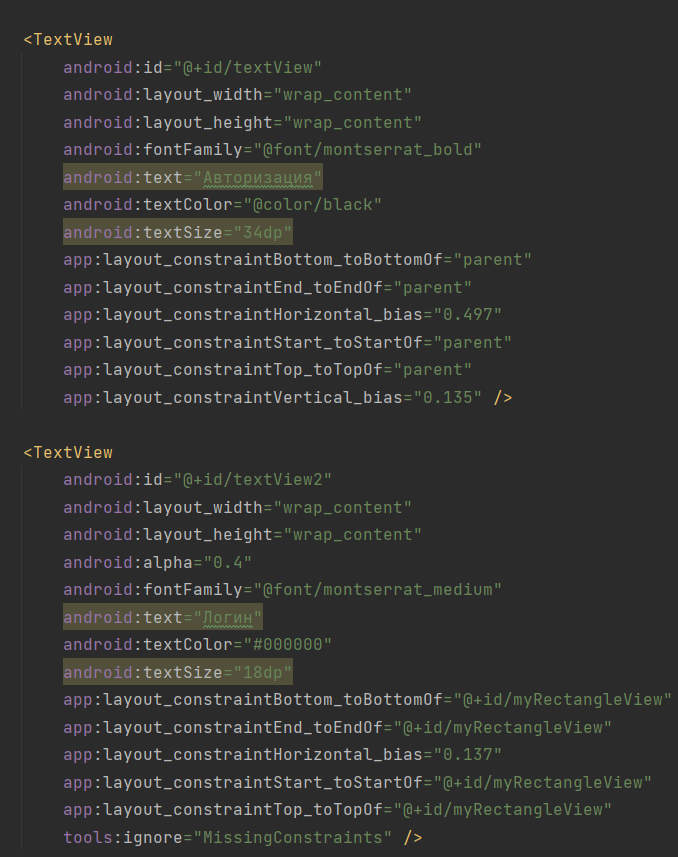 <TextView
    android:id="@+id/textView"
    android:layout_width="wrap_content"
    android:layout_height="wrap_content"
    android:fontFamily="@font/montserrat_bold"
    android:text="Авторизация"
    android:textColor="@color/black"
    android:textSize="34dp"
    app:layout_constraintBottom_toBottomOf="parent"
    app:layout_constraintEnd_toEndOf="parent"
    app:layout_constraintHorizontal_bias="0.497"
    app:layout_constraintStart_toStartOf="parent"
    app:layout_constraintTop_toTopOf="parent"
    app:layout_constraintVertical_bias="0.135" />

<TextView
    android:id="@+id/textView2"
    android:layout_width="wrap_content"
    android:layout_height="wrap_content"
    android:alpha="0.4"
    android:fontFamily="@font/montserrat_medium"
    android:text="Логин"
    android:textColor="#000000"
    android:textSize="18dp"
    app:layout_constraintBottom_toBottomOf="@+id/myRectangleView"
    app:layout_constraintEnd_toEndOf="@+id/myRectangleView"
    app:layout_constraintHorizontal_bias="0.137"
    app:layout_constraintStart_toStartOf="@+id/myRectangleView"
    app:layout_constraintTop_toTopOf="@+id/myRectangleView"
    tools:ignore="MissingConstraints" />